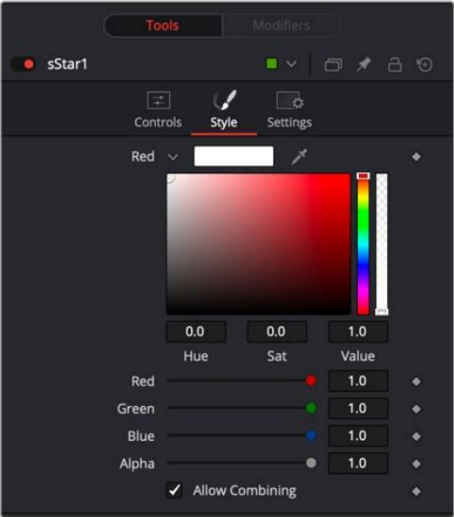 Tools Modifiers
sStar1
Controls Style Settings
Red
0.0 0.0 1.0
Hue Sat Value
Red 1.0
Green 1.0
Blue 1.0
Alpha 1.0
Allow Combining